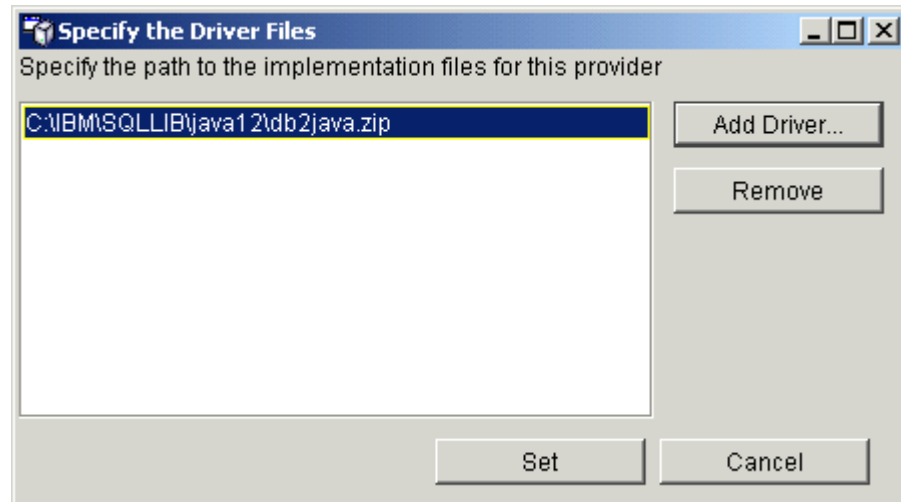 Specify the Driver Files
Specify the path to the implementation files for this provider
C:\IBM\SQLLIB\java12\db2java.zip
Add Driver...
Remove
Set
Cancel